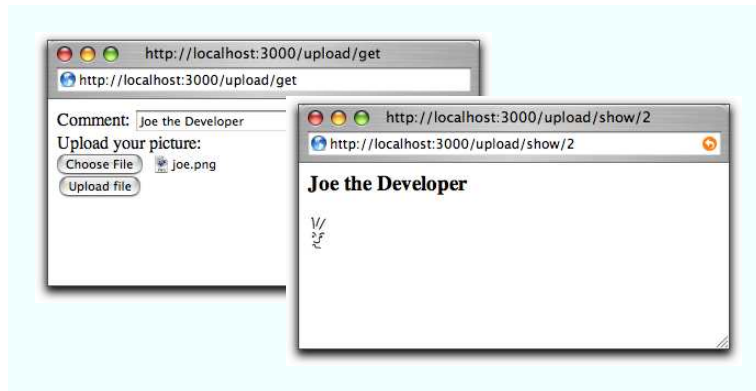 http://localhost:3000/upload/get
http://localhost:3000/upload/get
Comment: Joe the Developer
Upload your picture:
Choose File joe.png
Upload file
http://localhost:3000/upload/show/2
http://localhost:3000/upload/show/2
Joe the Developer